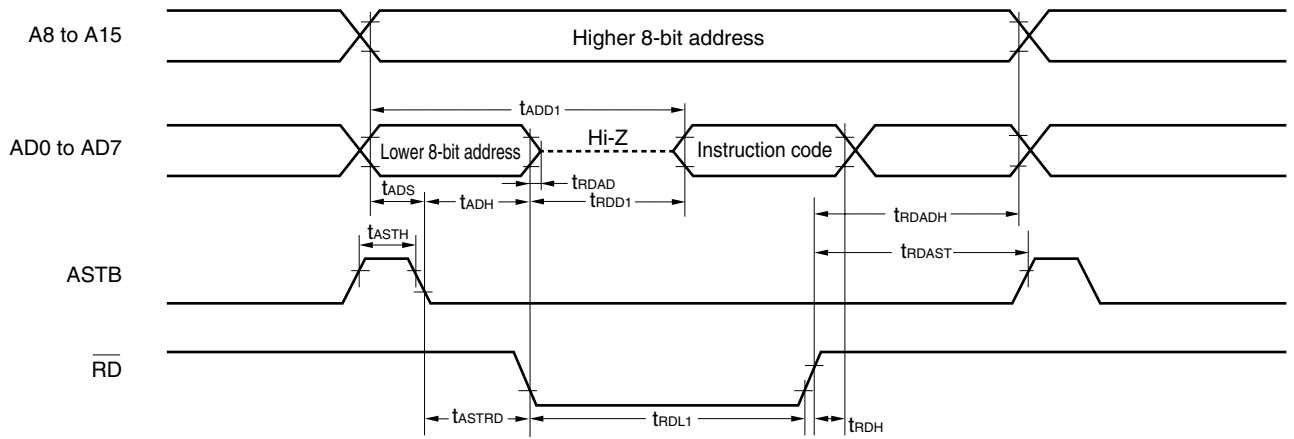 A8 to A15
Higher 8-bit address
tADD1
AD0 to AD7
Lower 8-bit address
Hi-Z
Instruction code
tADS
tADH
tRDAD
tRDD1
tRDADH
tASTH
tRDAST
ASTB
RD
tASTRD
tRDL1
tRDH